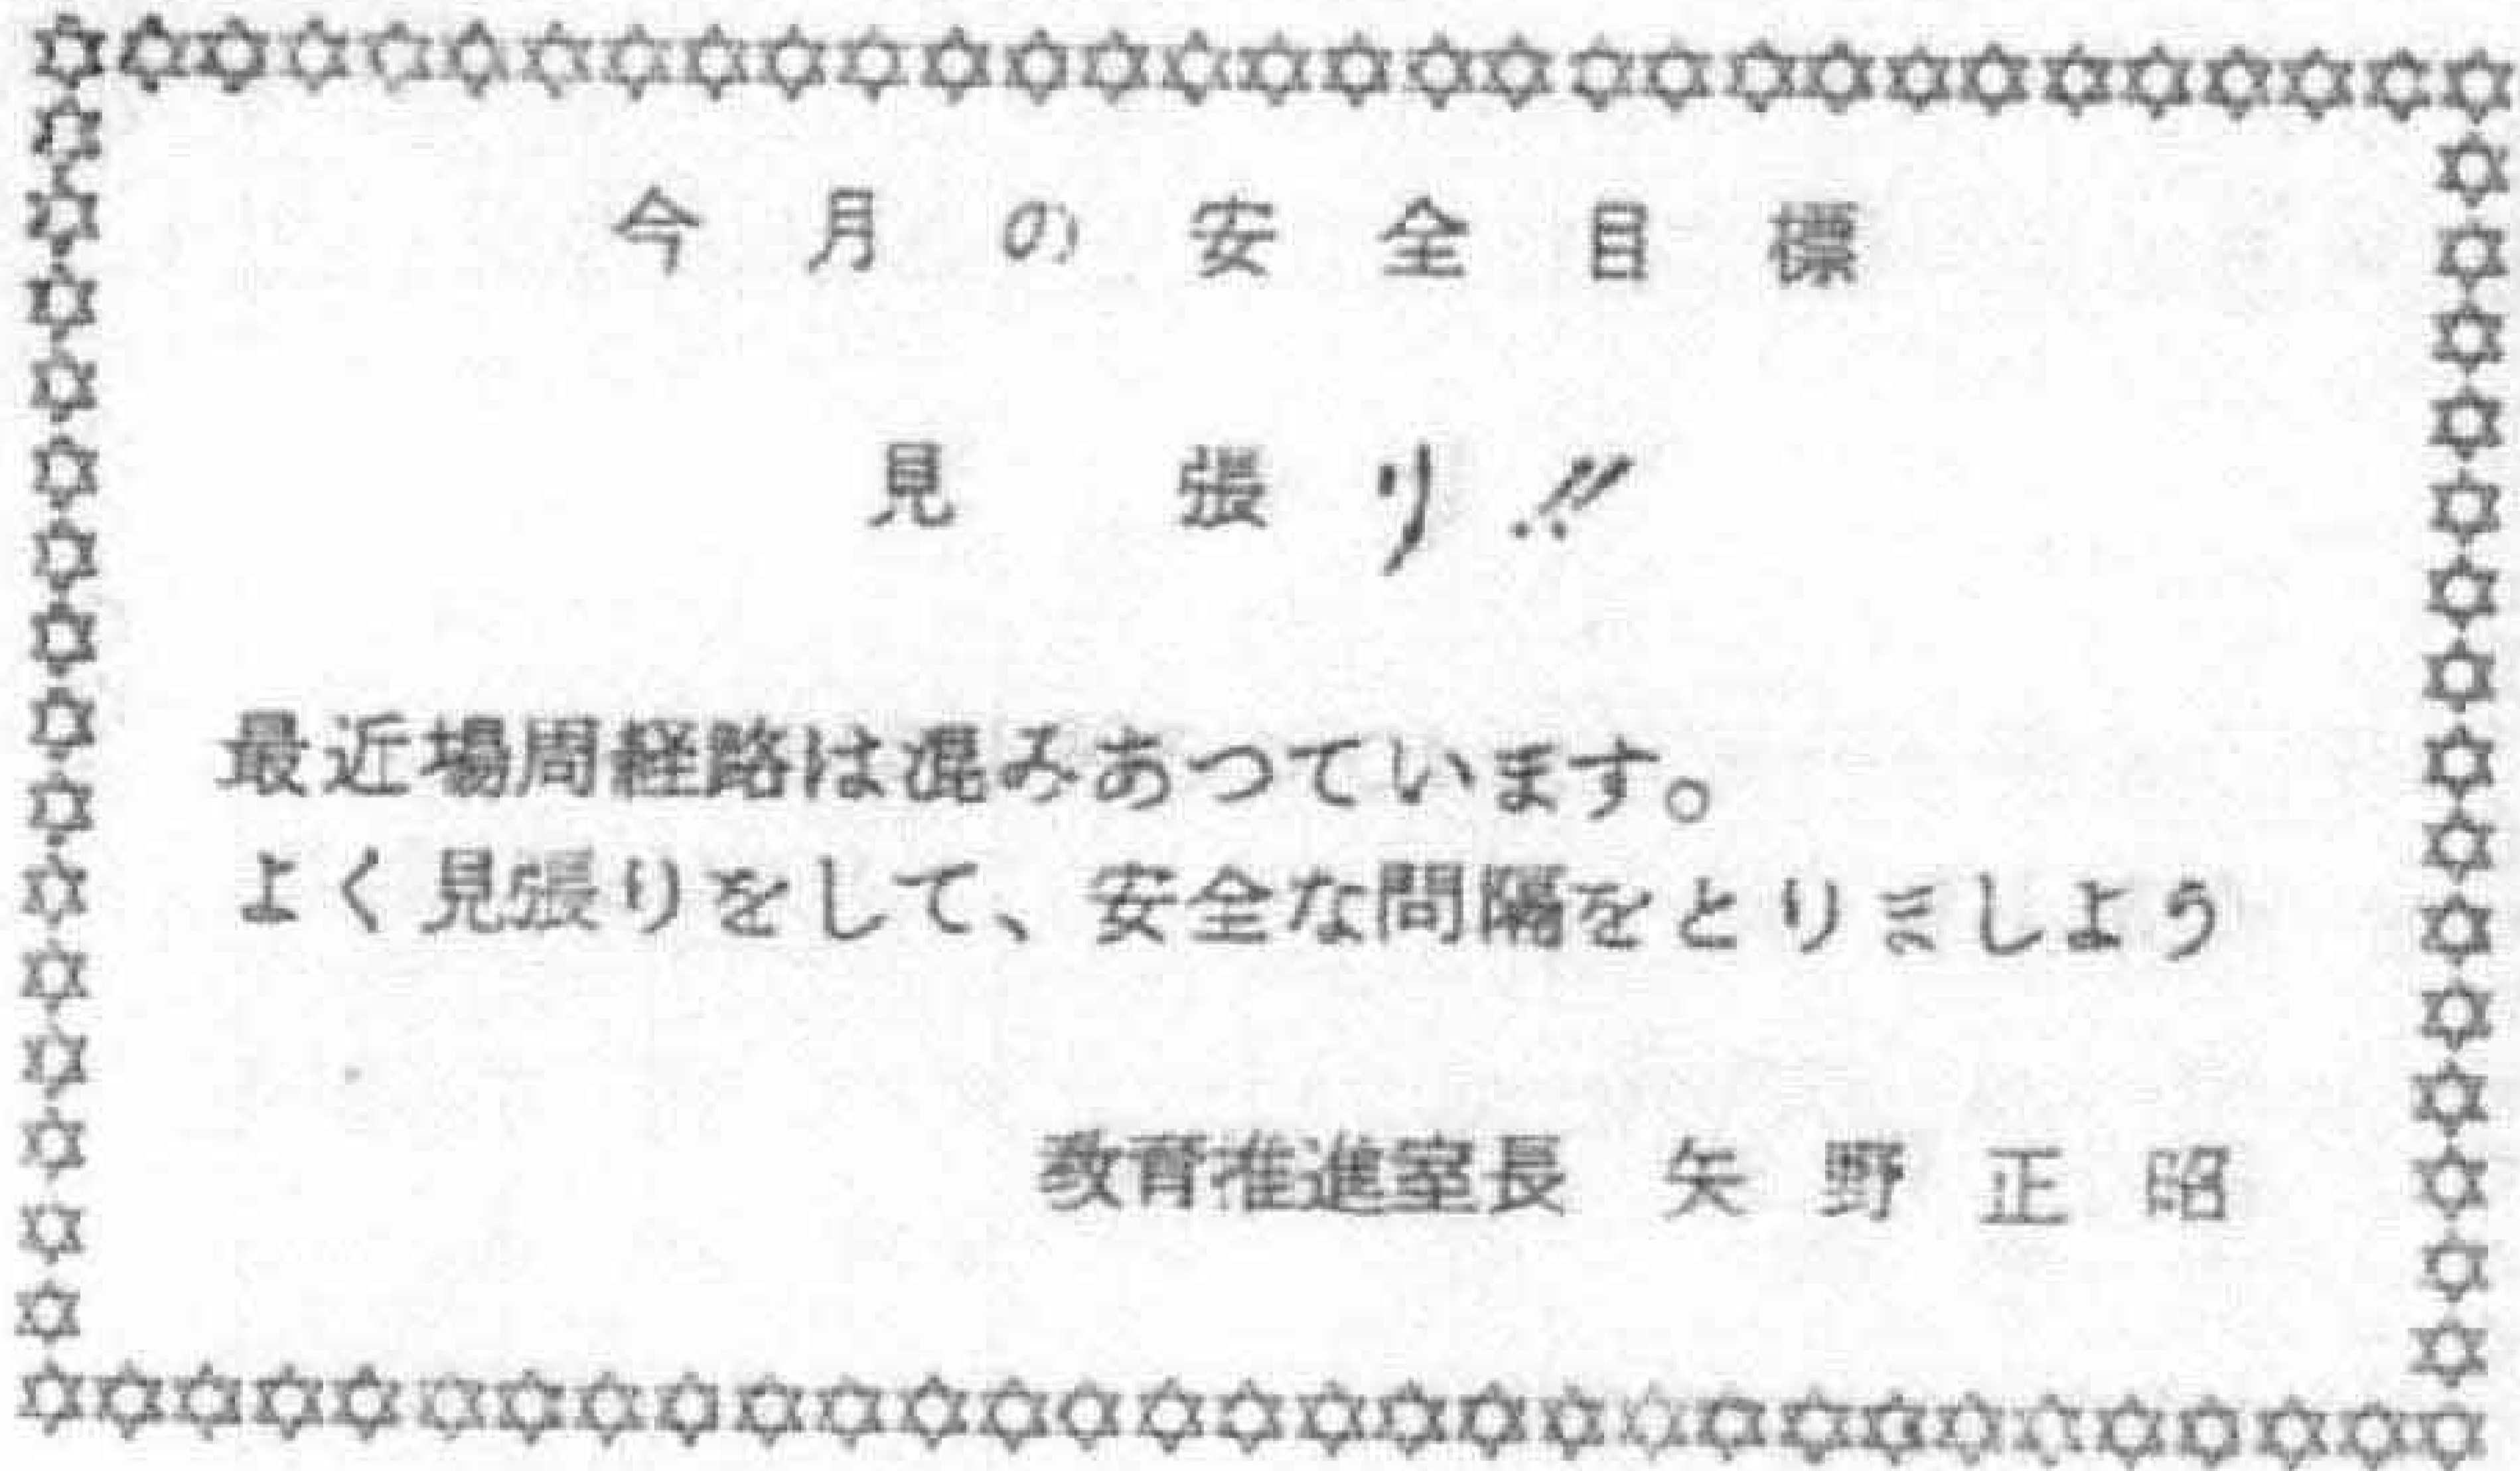 今月の安全目標
見張り!!
最近場周経路は混みあつています。
よく見張りをして、安全な間隔をとりましよう
教育推進室長 矢野正昭